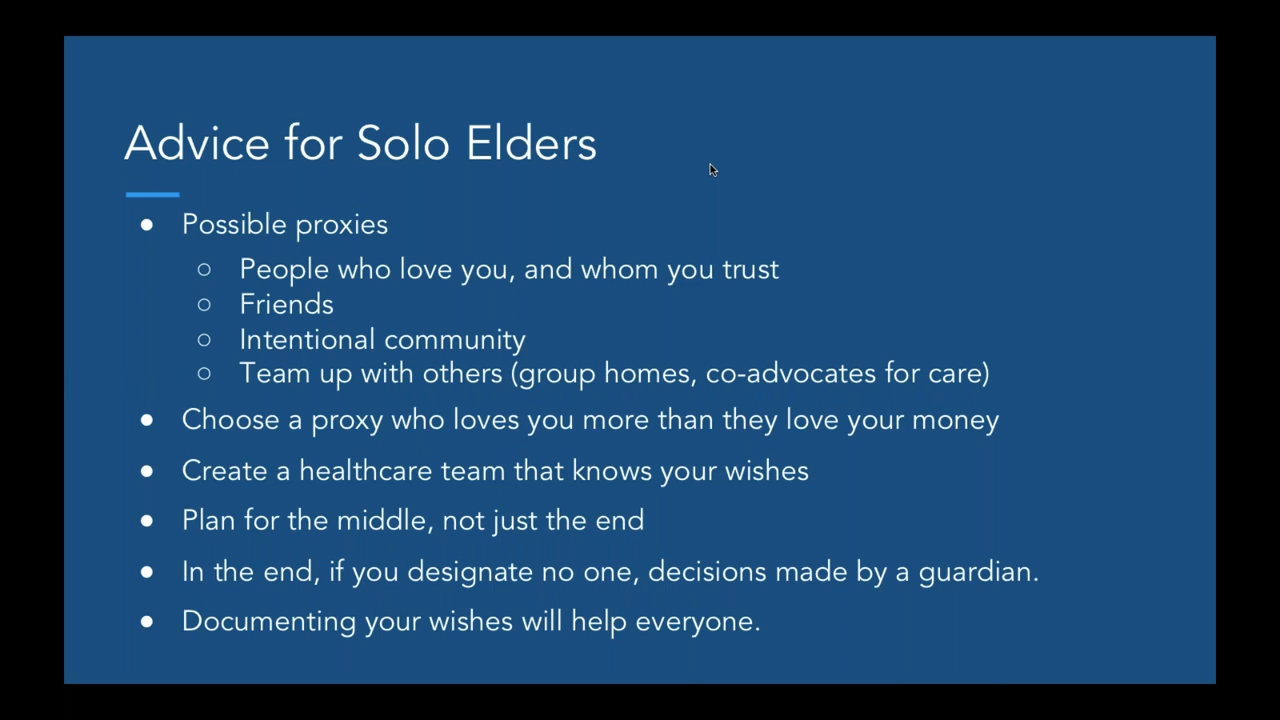 Advice for Solo Elders
● Possible proxies
○ People who love you, and whom you trust
○ Friends
○ Intentional community
○ Team up with others (group homes, co-advocates for care)
● Choose a proxy who loves you more than they love your money
● Create a healthcare team that knows your wishes
● Plan for the middle, not just the end
● In the end, if you designate no one, decisions made by a guardian.
● Documenting your wishes will help everyone.